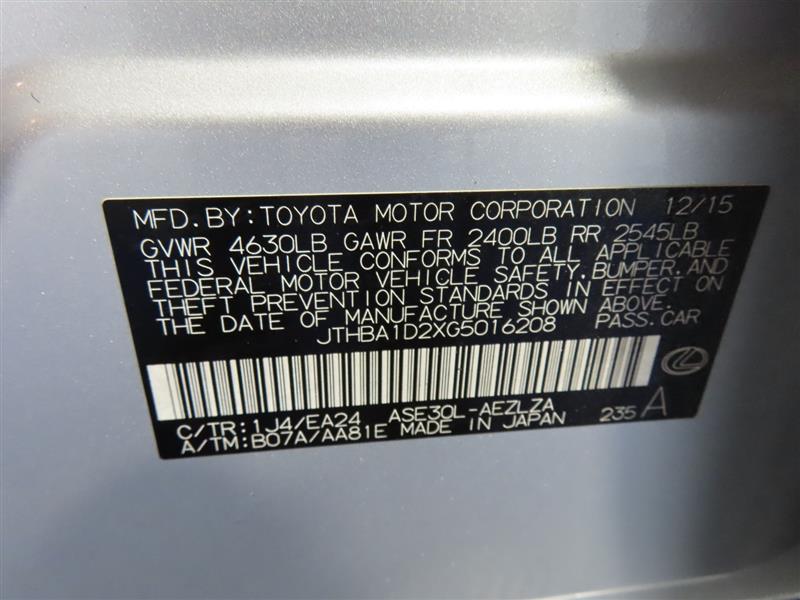 MFD.BY:TOYOTA MOTOR CORPORATION 12/15
GVWR 4630LB GAWR FR 2400LB RR 2545LB
THIS VEHICLE CONFORMS TO ALL APPLICABLE
FEDERAL MOTOR VEHICLE SAFETY,BUMPER,AND
THEFT PREVENTION STANDARDS IN EFFECT ON
THE DATE OF MANUFACTURE SHOWN ABOVE.
JTHBA1D2XG5016208 PASS.CAR
C/TR:1J4/EA24 ASE30L-AEZLZA
A/TM:B07A/AA81E MADE IN JAPAN 235 A